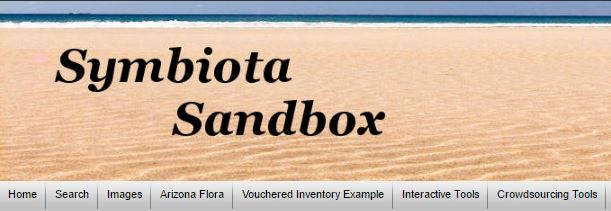 Symbiota
Sandbox
Home Search Images Arizona Flora Vouchered Inventory Example Interactive Tools Crowdsourcing Tools